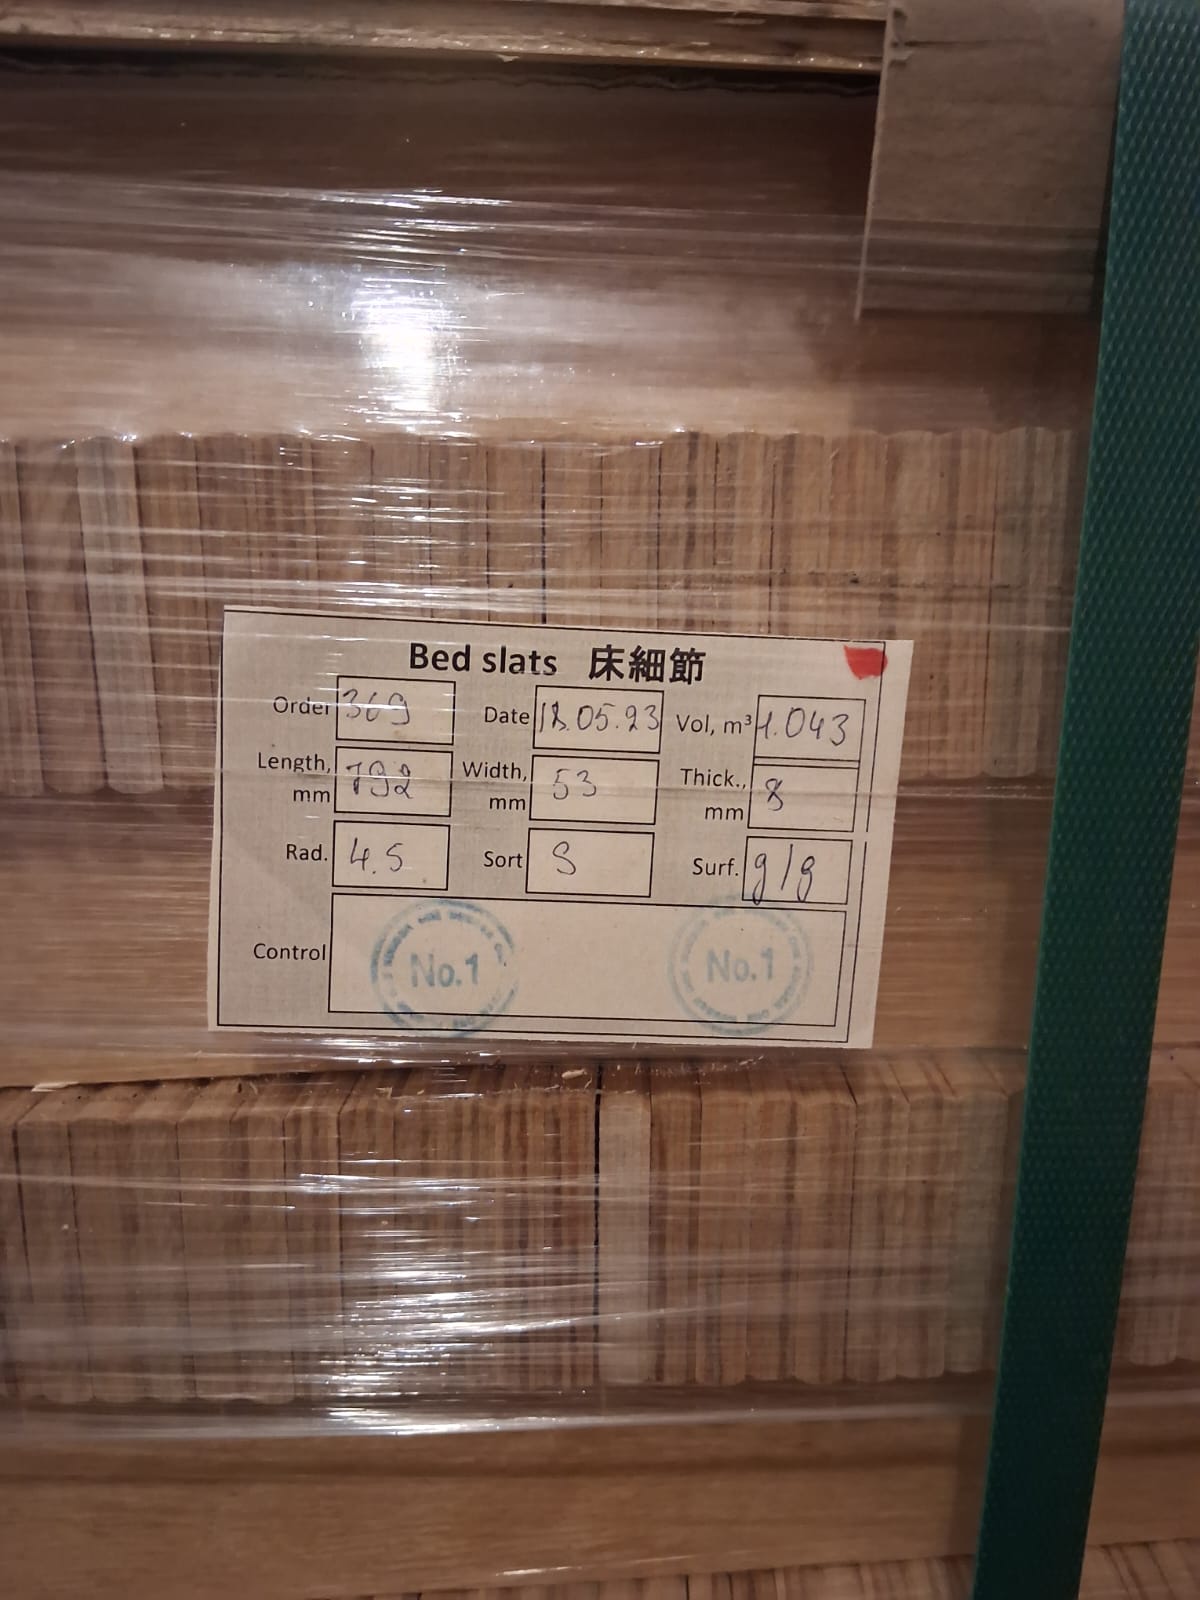 Bed slats 床細節
Order 369 Date 18.05.23 Vol, m³ 1.043
Length, mm 792 Width, mm 53 Thick., mm 8
Rad. 4.5 Sort S Surf. g/g
Control No.1 No.1